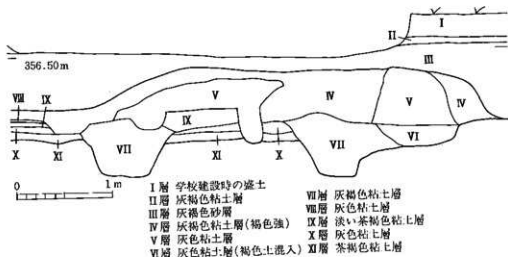 I
II
III
356.50m
VIII IX
V
IV
V
IV
IX
VII
VII
VI
X XI
XI X
0 1m
I層 学校建設時の盛土
II層 灰褐色粘土層
III層 灰褐色砂層
IV層 灰褐色粘土層(褐色強)
V層 灰色粘土層
VI層 灰色粘土層(褐色土混入)
VII層 灰褐色粘土層
VIII層 灰色粘土層
IX層 淡い茶褐色粘土層
X層 灰色粘土層
XI層 茶褐色粘土層